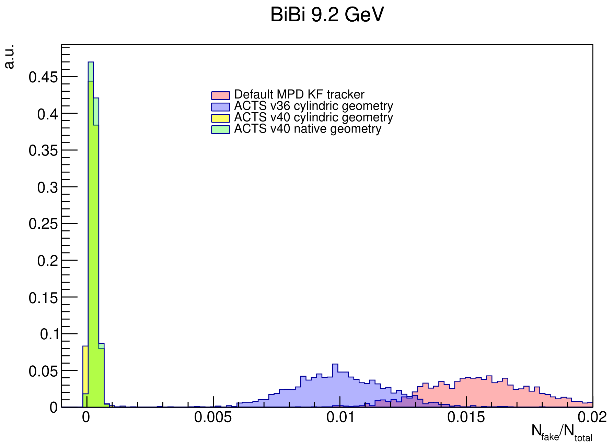 BiBi 9.2 GeV
a.u.
Default MPD KF tracker
ACTS v36 cylindric geometry
ACTS v40 cylindric geometry
ACTS v40 native geometry
0.45
0.4
0.35
0.3
0.25
0.2
0.15
0.1
0.05
0
0 0.005 0.01 0.015 0.02
N_fake/N_total